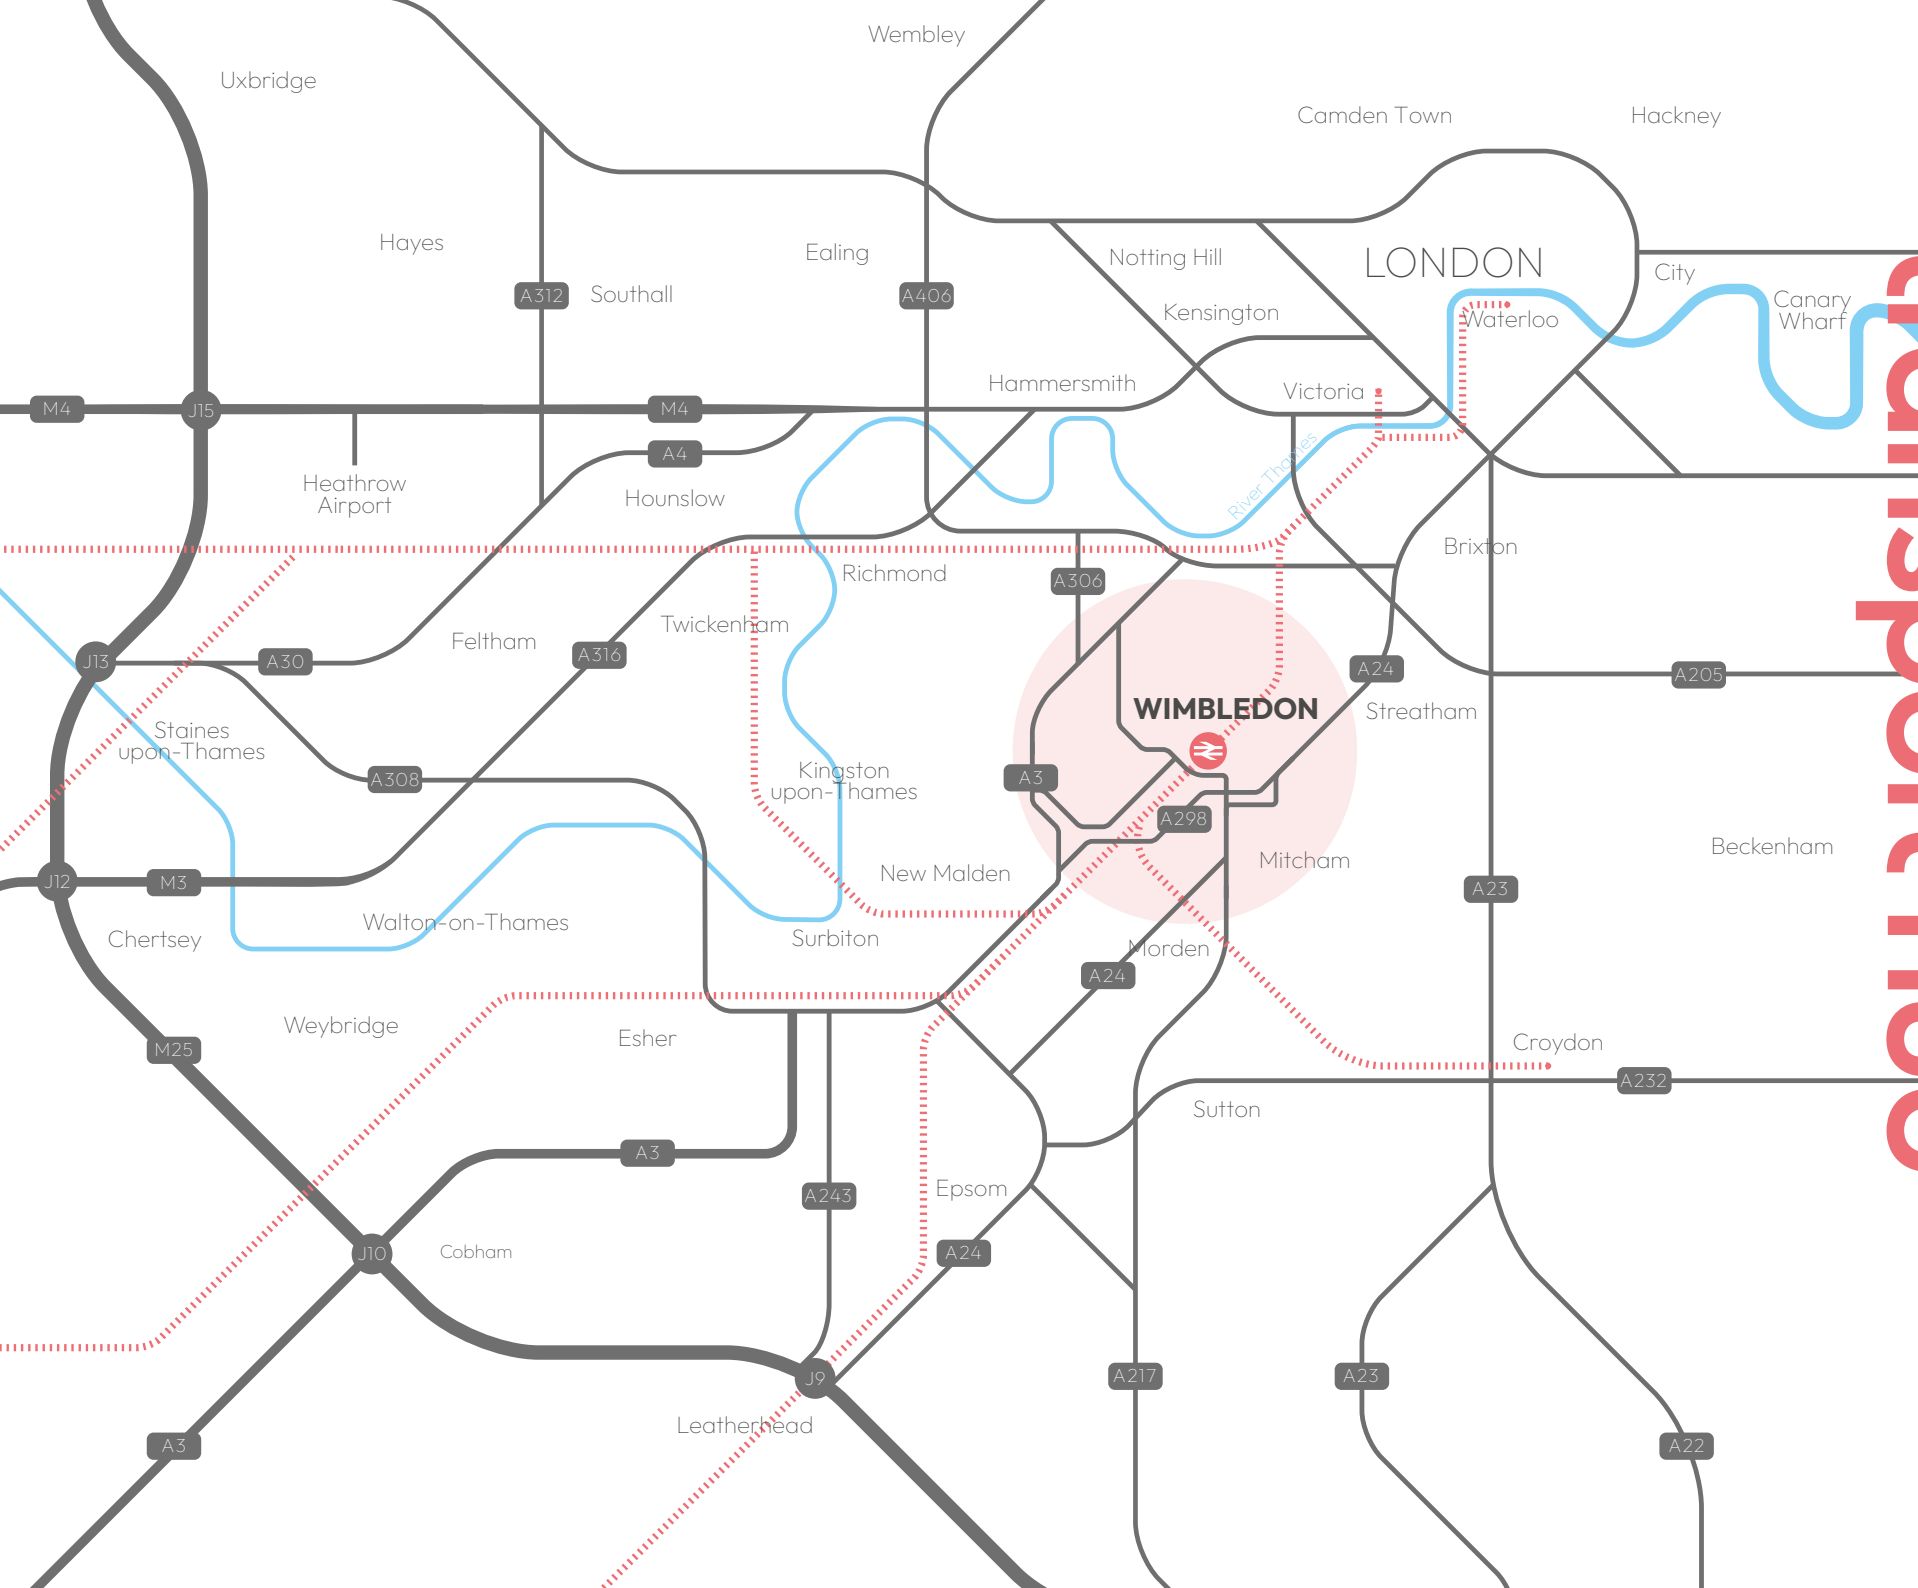 Wembley
Uxbridge
Camden Town
Hackney
Hayes
Ealing
Notting Hill
LONDON
City
A312
Southall
A406
Kensington
Waterloo
Canary
Wharf
M4
J15
M4
Hammersmith
Victoria
A4
Heathrow
Airport
Hounslow
River Thames
Brixton
Richmond
A306
Twickenham
Feltham
A316
J13
A30
A24
A205
WIMBLEDON
Streatham
Staines
upon-Thames
A308
Kingston
upon-Thames
A3
A298
Mitcham
Beckenham
New Malden
J12
M3
A23
Walton-on-Thames
Chertsey
Surbiton
Morden
A24
Weybridge
Esher
Croydon
M25
A232
Sutton
A3
A243
Epsom
Cobham
J10
A24
J9
A217
A23
Leatherhead
A3
A22